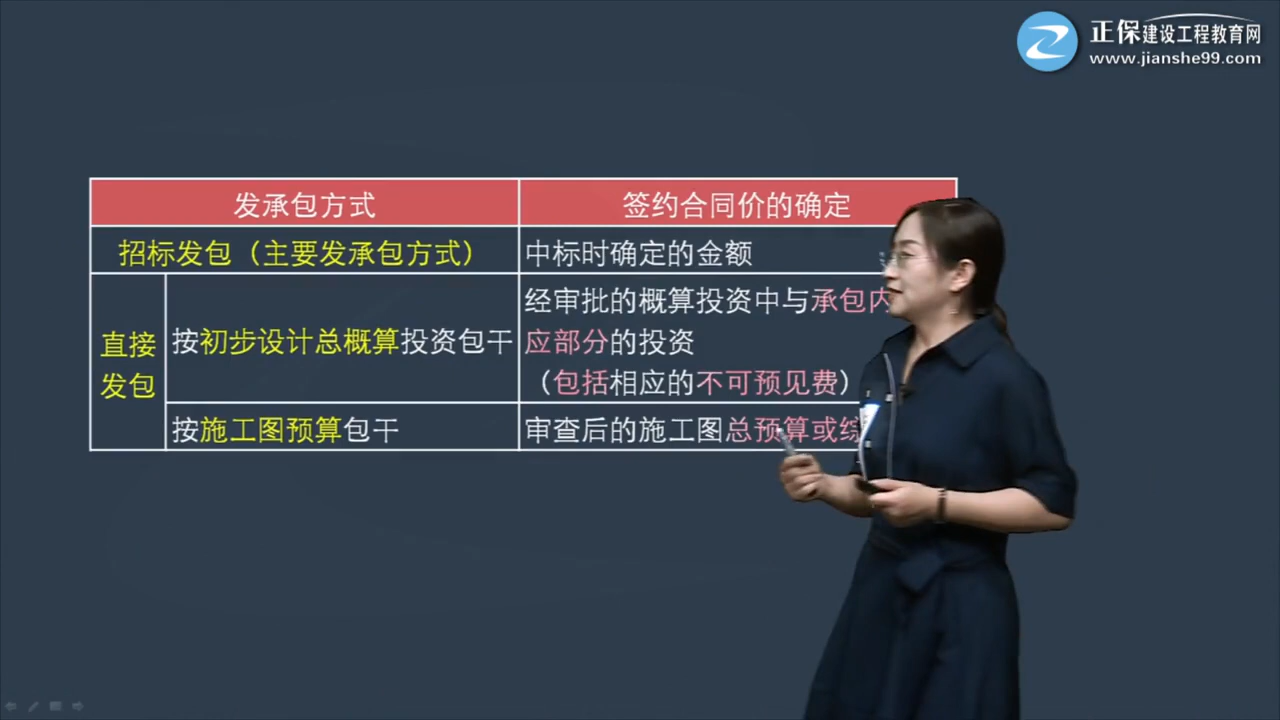 正保建设工程教育网
www.jianshe99.com
发承包方式 签约合同价的确定
招标发包（主要发承包方式） 中标时确定的金额
直接
发包
按初步设计总概算投资包干
经审批的概算投资中与承包内
应部分的投资
（包括相应的不可预见费）
按施工图预算包干
审查后的施工图总预算或综